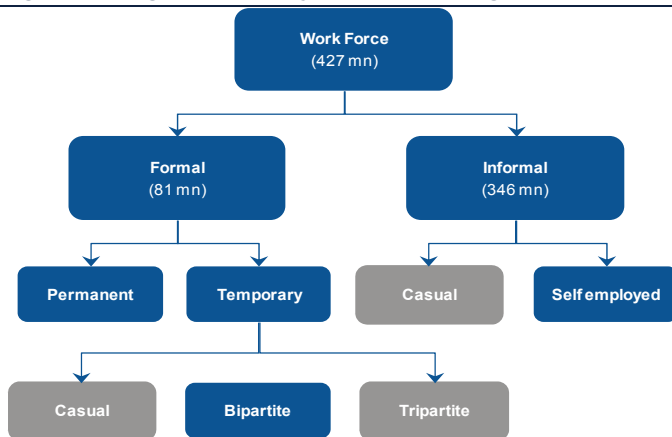 Work Force
(427 mn)
Formal
(81 mn)
Informal
(346 mn)
Permanent
Temporary
Casual
Self employed
Casual
Bipartite
Tripartite